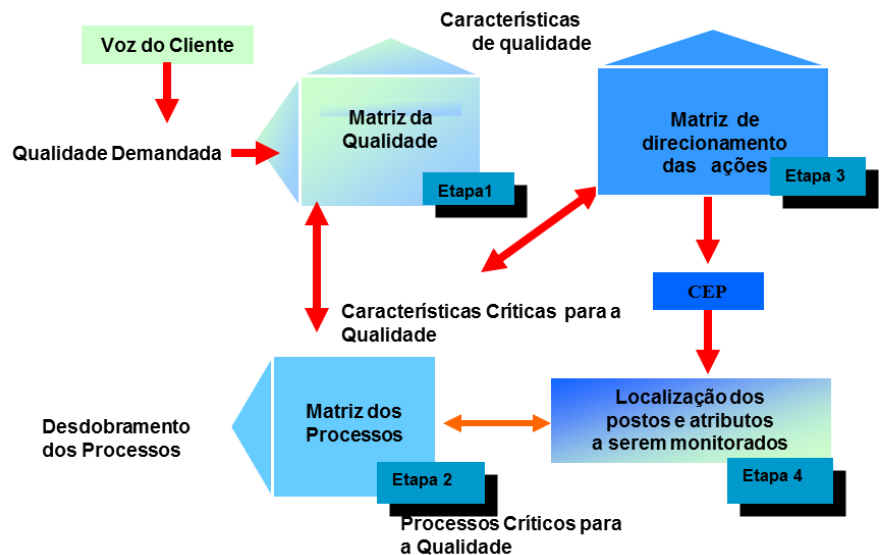 Voz do Cliente
Qualidade Demandada
Características
de qualidade
Matriz da
Qualidade
Etapa1
Matriz de
direcionamento
das ações
Etapa 3
CEP
Características Críticas para a
Qualidade
Desdobramento
dos Processos
Matriz dos
Processos
Etapa 2
Localização dos
postos e atributos
a serem monitorados
Etapa 4
Processos Críticos para
a Qualidade